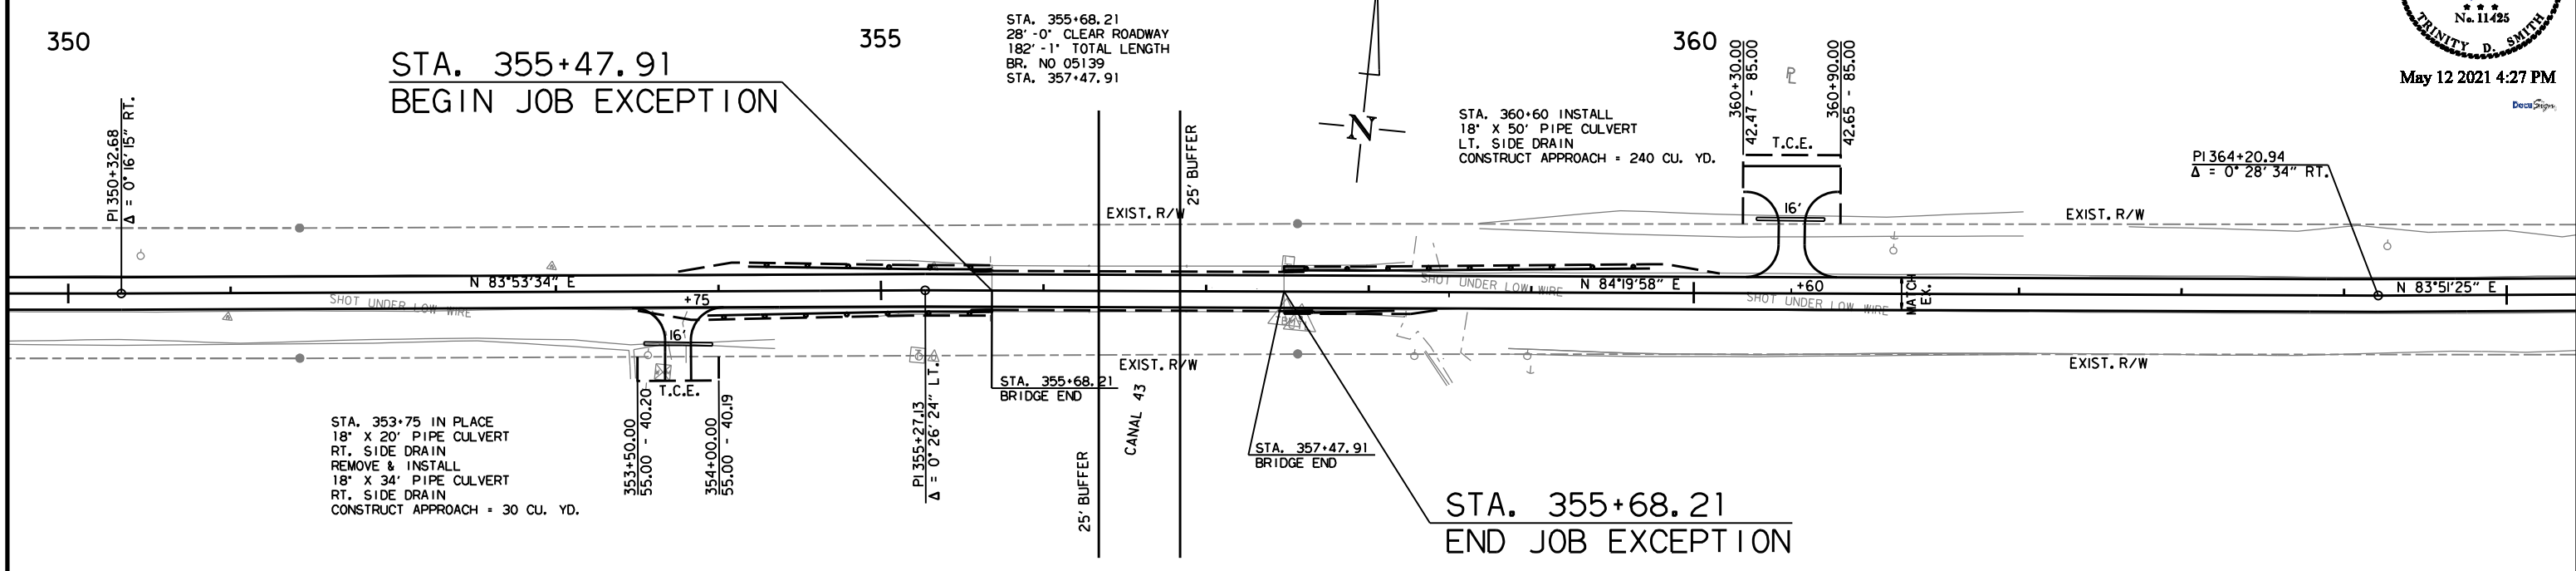 350
355
360
STA. 355+47.91
BEGIN JOB EXCEPTION
STA. 355+68.21
28'-0" CLEAR ROADWAY
182'-1" TOTAL LENGTH
BR. NO 05139
STA. 357+47.91
N
STA. 360+60 INSTALL
18" X 50' PIPE CULVERT
LT. SIDE DRAIN
CONSTRUCT APPROACH = 240 CU. YD.
360+30.00
42.47 - 85.00
PL
360+90.00
42.65 - 85.00
T.C.E.
No. 11425
TRINITY D. SMITH
May 12 2021 4:27 PM
DocuSign
PI 350+32.68
Δ = 0° 16' 15" RT.
PI 364+20.94
Δ = 0° 28' 34" RT.
25' BUFFER
EXIST. R/W
16'
EXIST. R/W
N 83°53'34" E
SHOT UNDER LOW WIRE
+75
SHOT UNDER LOW WIRE
N 84°19'58" E
+60
SHOT UNDER LOW WIRE
MATCH
EX.
N 83°51'25" E
16'
EXIST. R/W
EXIST. R/W
T.C.E.
353+50.00
55.00 - 40.20
354+00.00
55.00 - 40.19
PI 355+27.13
Δ = 0° 26' 24" LT.
STA. 355+68.21
BRIDGE END
CANAL 43
25' BUFFER
STA. 357+47.91
BRIDGE END
STA. 353+75 IN PLACE
18" X 20' PIPE CULVERT
RT. SIDE DRAIN
REMOVE & INSTALL
18" X 34' PIPE CULVERT
RT. SIDE DRAIN
CONSTRUCT APPROACH = 30 CU. YD.
STA. 355+68.21
END JOB EXCEPTION